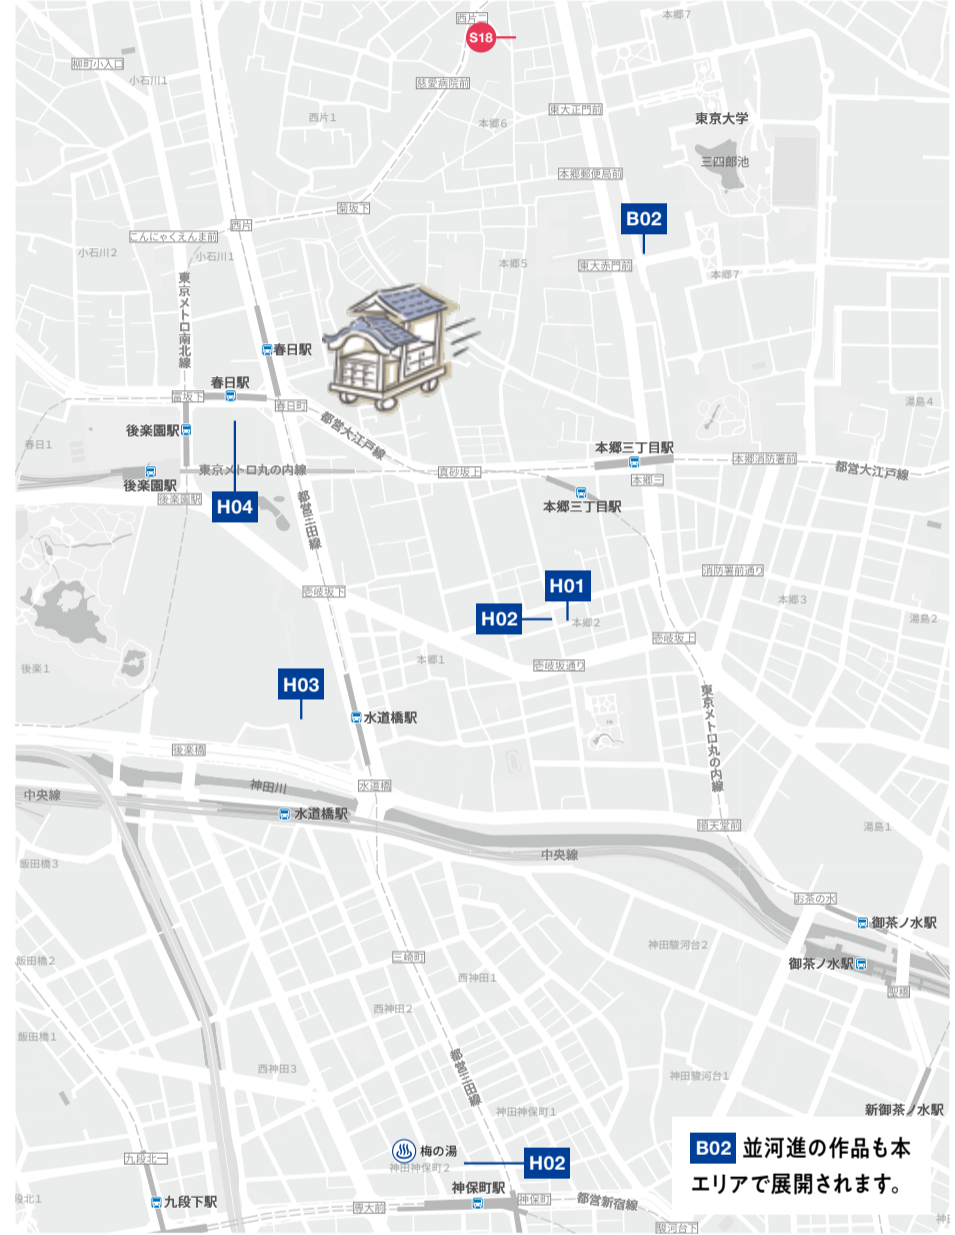 西片二
本郷7
S18
柳町小入口
小石川1
慈愛病院前
東大正門前
東京大学
西片1
本郷6
三四郎池
本郷郵便局前
菊坂下
B02
西片
こんにゃくえんま前
小石川2
小石川1
本郷5
東大赤門前
本郷7
東京メトロ南北線
春日駅
春日駅
富坂下
春日町
湯島4
都営大江戸線
後楽園駅
春日1
本郷三丁目駅
本郷消防署前
都営大江戸線
東京メトロ丸の内線
真砂坂上
後楽園駅
後楽園駅
本郷三
本郷三丁目駅
H04
都営三田線
消防署前通り
H01
壱岐坂下
本郷3
H02
本郷2
湯島2
壱岐坂上
本郷1
壱岐坂通り
後楽1
H03
水道橋駅
東京メトロ丸の内線
後楽橋
神田川
水道橋
中央線
水道橋駅
順天堂前
湯島1
中央線
飯田橋3
お茶の水
御茶ノ水駅
神田駿河台2
三崎町
飯田橋2
御茶ノ水駅
西神田1
聖橋
西神田2
飯田橋1
都営三田線
西神田3
神田駿河台1
神田神保町1
新御茶ノ水駅
梅の湯
九段北一
神田神保町2
H02
B02 並河進の作品も本
エリアで展開されます。
神保町駅
段北1
九段下駅
専大前
神保町
都営新宿線
駿河台下